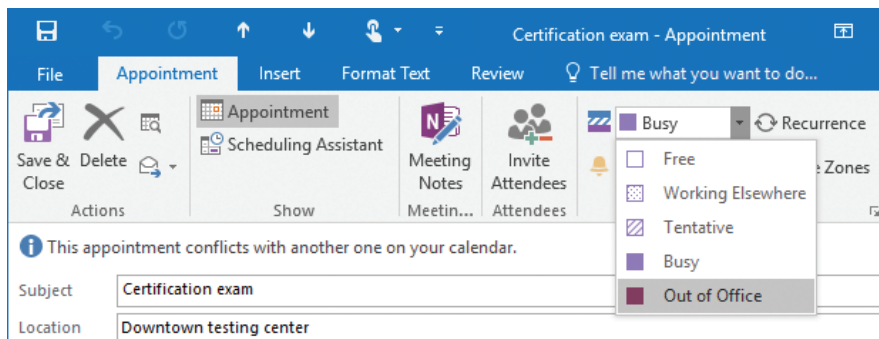 Certification exam - Appointment
File Appointment Insert Format Text Review Tell me what you want to do...
Save & Close
Delete
Actions
Appointment
Scheduling Assistant
Show
Meeting Notes
Meetin...
Invite Attendees
Attendees
Busy
Recurrence
Free
Working Elsewhere
Tentative
Busy
Out of Office
Zones
This appointment conflicts with another one on your calendar.
Subject Certification exam
Location Downtown testing center